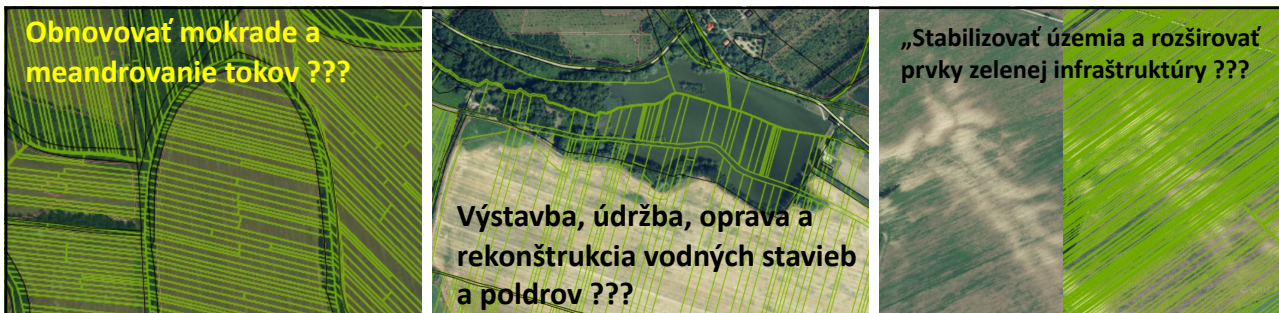 Obnovovať mokrade a
meandrovanie tokov ???
Výstavba, údržba, oprava a
rekonštrukcia vodných stavieb
a poldrov ???
„Stabilizovať územia a rozširovať
prvky zelenej infraštruktúry ???